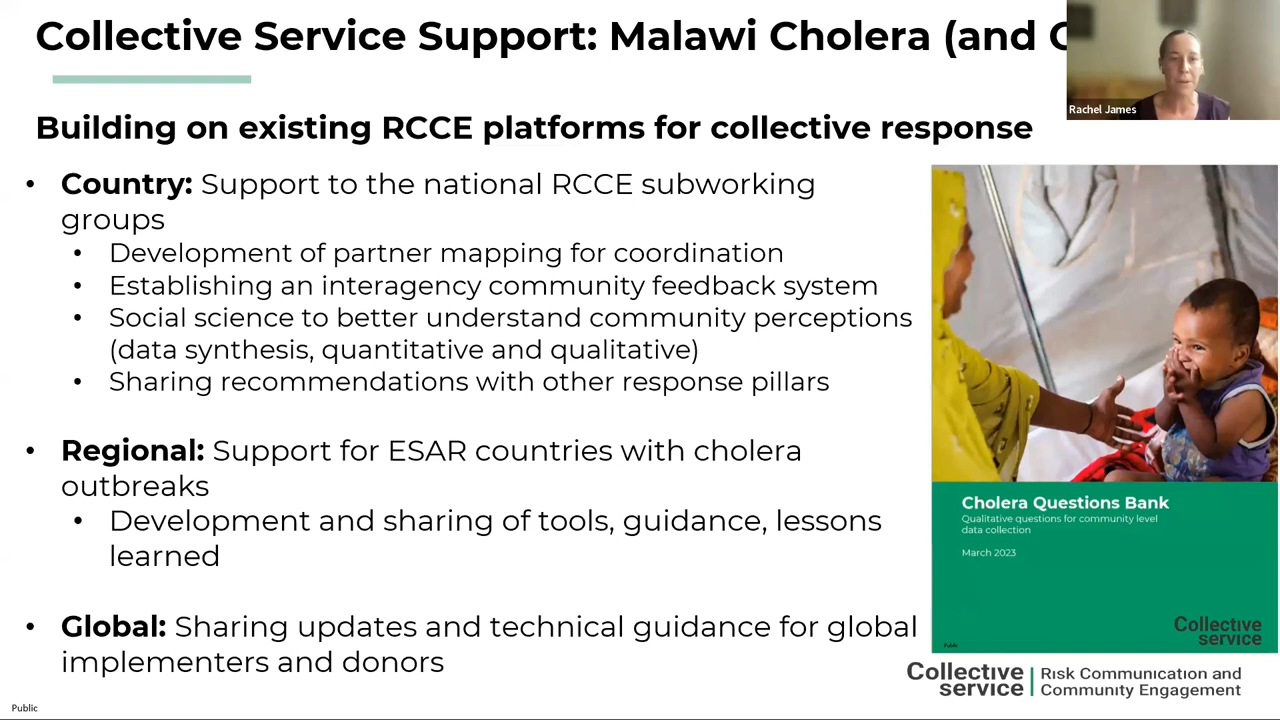 Collective Service Support: Malawi Cholera (and
Rachel James
Building on existing RCCE platforms for collective response
• Country: Support to the national RCCE subworking
groups
• Development of partner mapping for coordination
• Establishing an interagency community feedback system
• Social science to better understand community perceptions
(data synthesis, quantitative and qualitative)
• Sharing recommendations with other response pillars
• Regional: Support for ESAR countries with cholera
outbreaks
• Development and sharing of tools, guidance, lessons
learned
• Global: Sharing updates and technical guidance for global
implementers and donors
Cholera Questions Bank
Qualitative questions for community level
data collection
March 2023
Collective
service
Public
Collective
service
Risk Communication and
Community Engagement
Public